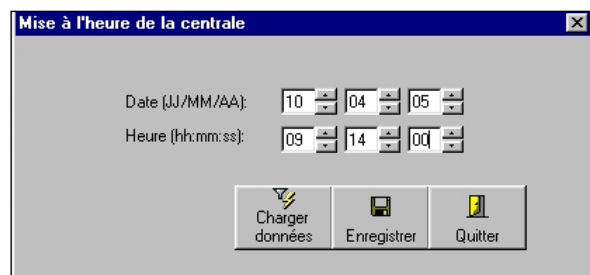 Mise à l'heure de la centrale
Date (JJ/MM/AA): 10 04 05
Heure (hh:mm:ss): 09 14 00
Charger données Enregistrer Quitter